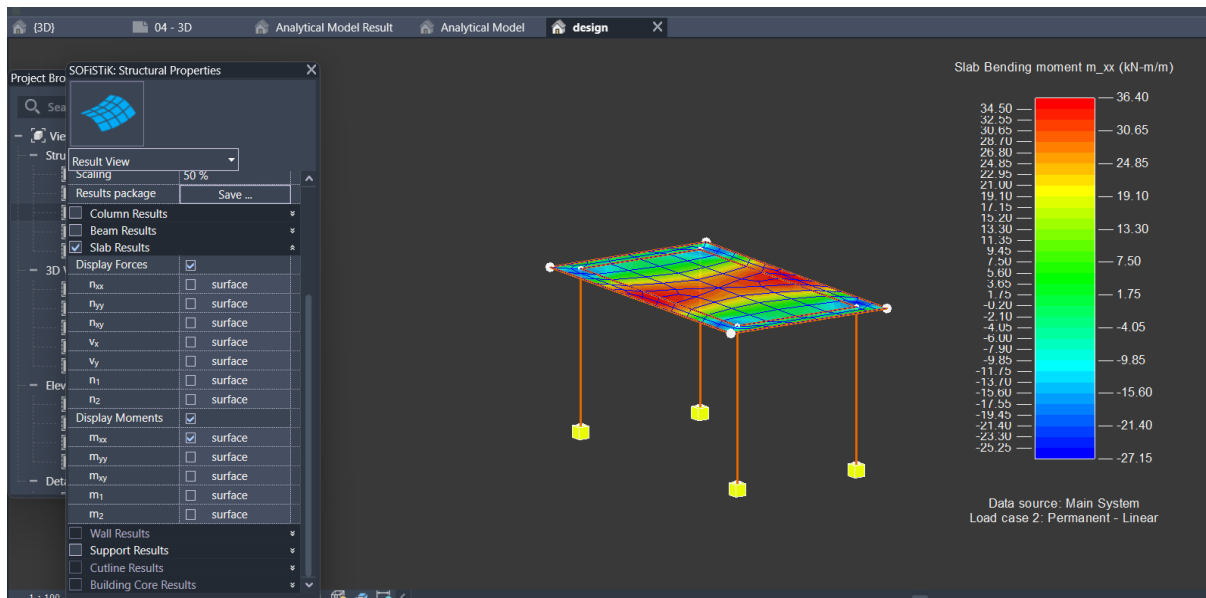 {3D}
04 - 3D
Analytical Model Result
Analytical Model
design
Project Bro
SOFiSTiK: Structural Properties
Sea
Vie
Stru
3D V
Elev
Deta
Result View
Scaling 50 %
Results package Save ...
Column Results
Beam Results
Slab Results
Display Forces
nxx surface
nyy surface
nxy surface
vx surface
vy surface
n1 surface
n2 surface
Display Moments
mxx surface
myy surface
mxy surface
m1 surface
m2 surface
Wall Results
Support Results
Cutline Results
Building Core Results
1 : 100
Slab Bending moment m_xx (kN-m/m)
36.40
34.50
32.55
30.65 30.65
28.70
26.80
24.85 24.85
22.95
21.00
19.10 19.10
17.15
15.20
13.30 13.30
11.35
9.45
7.50 7.50
5.60
3.65
1.75 1.75
-0.20
-2.10
-4.05 -4.05
-6.00
-7.90
-9.85 -9.85
-11.75
-13.70
-15.60 -15.60
-17.55
-19.45
-21.40 -21.40
-23.30
-25.25
-27.15
Data source: Main System
Load case 2: Permanent - Linear